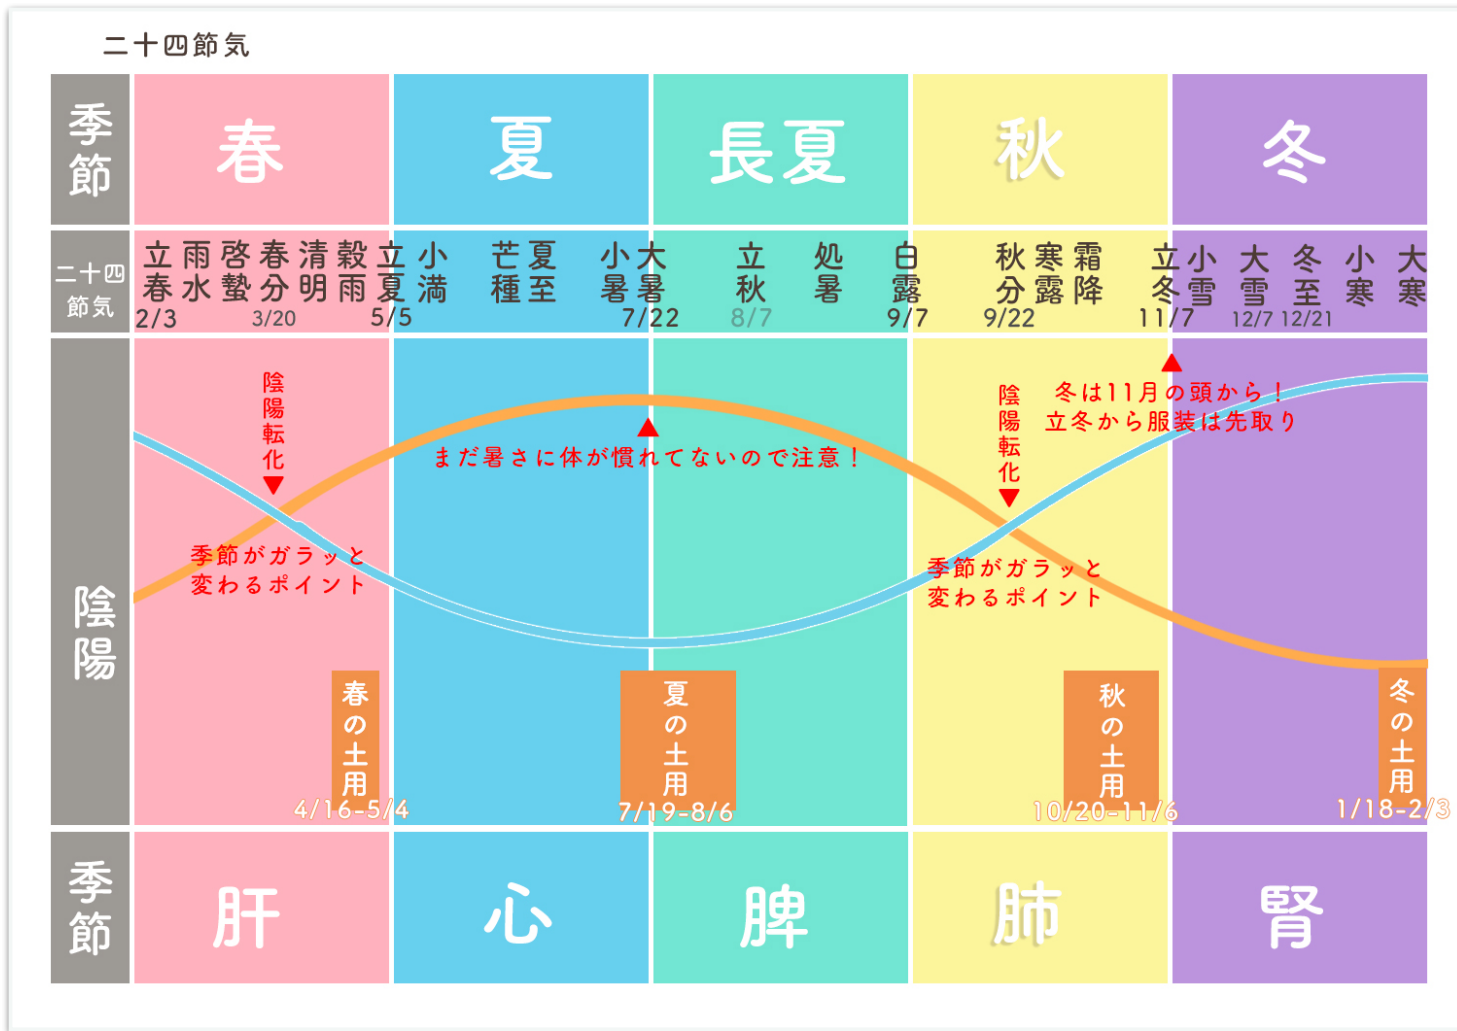 二十四節気
季節
春
夏
長夏
秋
冬
二十四
節気
立春
雨水
啓蟄
春分
清明
穀雨
立夏
小満
芒種
夏至
小暑
大暑
立秋
処暑
白露
秋分
寒露
霜降
立冬
小雪
大雪
冬至
小寒
大寒
2/3
3/20
5/5
7/22
8/7
9/7
9/22
11/7
12/7
12/21
陰陽
陰陽転化
季節がガラッと
変わるポイント
まだ暑さに体が慣れてないので注意！
陰陽転化
季節がガラッと
変わるポイント
冬は11月の頭から！
立冬から服装は先取り
春の土用
4/16-5/4
夏の土用
7/19-8/6
秋の土用
10/20-11/6
冬の土用
1/18-2/3
季節
肝
心
脾
肺
腎